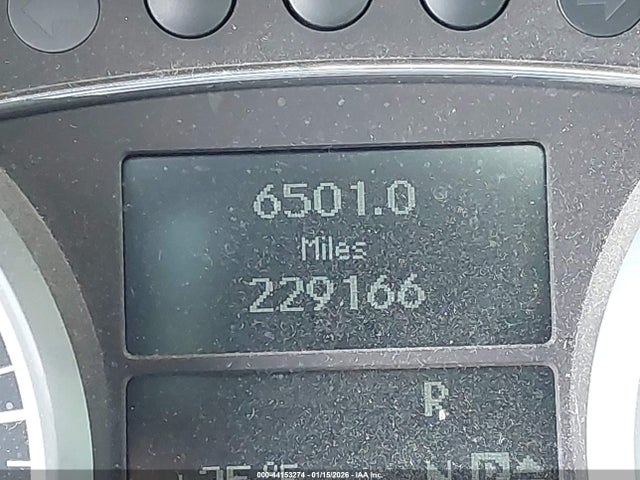 6501.0
Miles
229166
R
N P
000-44153274 - 01/15/2026 - IAA Inc.